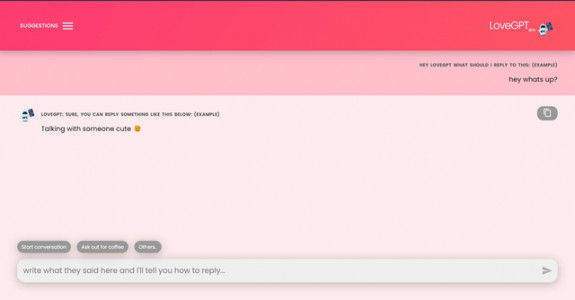 SUGGESTIONS
LoveGPT
HEY LOVEGPT WHAT SHOULD I REPLY TO THIS: (EXAMPLE)
hey whats up?
LOVEGPT: SURE, YOU CAN REPLY SOMETHING LIKE THIS BELOW: (EXAMPLE)
Talking with someone cute 🥰
Start conversation
Ask out for coffee
Others...
write what they said here and I'll tell you how to reply...